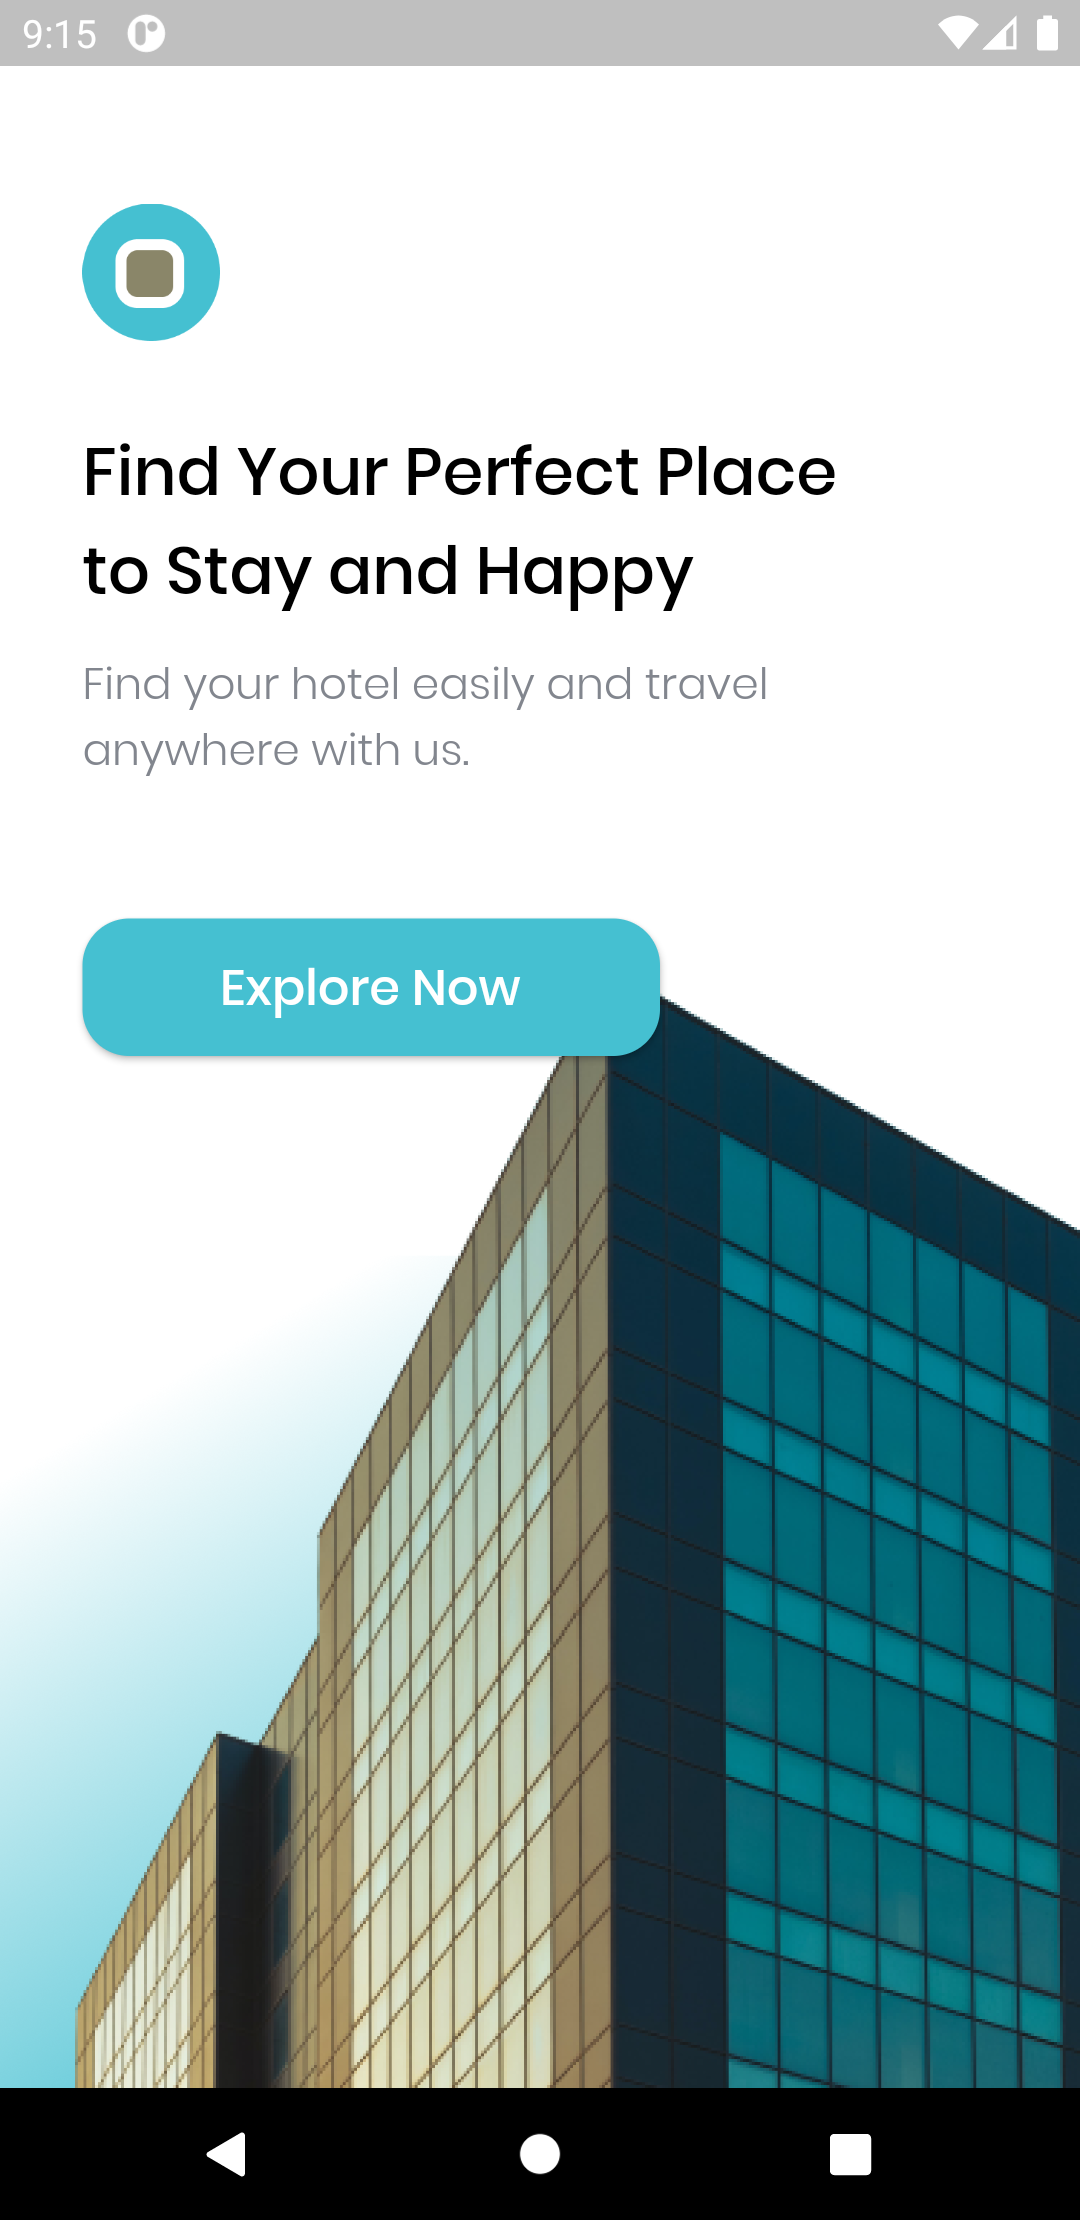 9:15
Find Your Perfect Place
to Stay and Happy
Find your hotel easily and travel
anywhere with us.
Explore Now